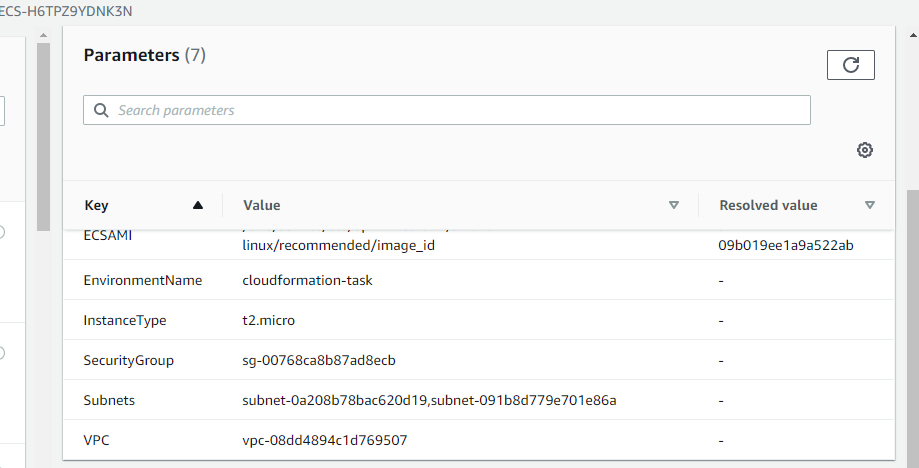 ECS-H6TPZ9YDNK3N
Parameters (7)
Search parameters
Key Value Resolved value
ECSAMI
linux/recommended/image_id 09b019ee1a9a522ab
EnvironmentName cloudformation-task -
InstanceType t2.micro -
SecurityGroup sg-00768ca8b87ad8ecb -
Subnets subnet-0a208b78bac620d19,subnet-091b8d779e701e86a -
VPC vpc-08dd4894c1d769507 -